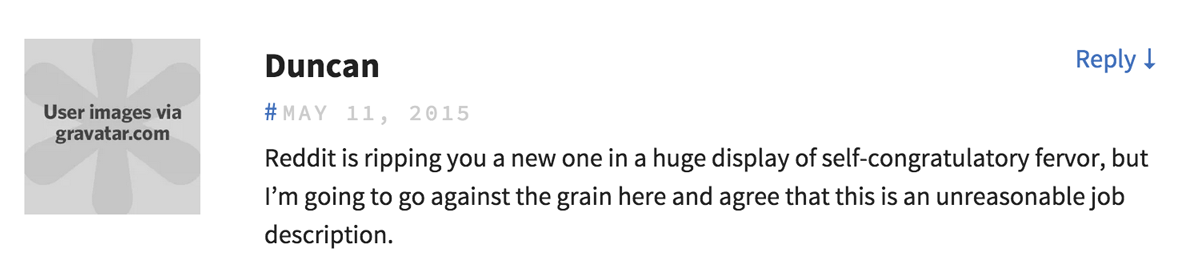 User images via
gravatar.com
Duncan
Reply ↓
# MAY 11, 2015
Reddit is ripping you a new one in a huge display of self-congratulatory fervor, but
I’m going to go against the grain here and agree that this is an unreasonable job
description.